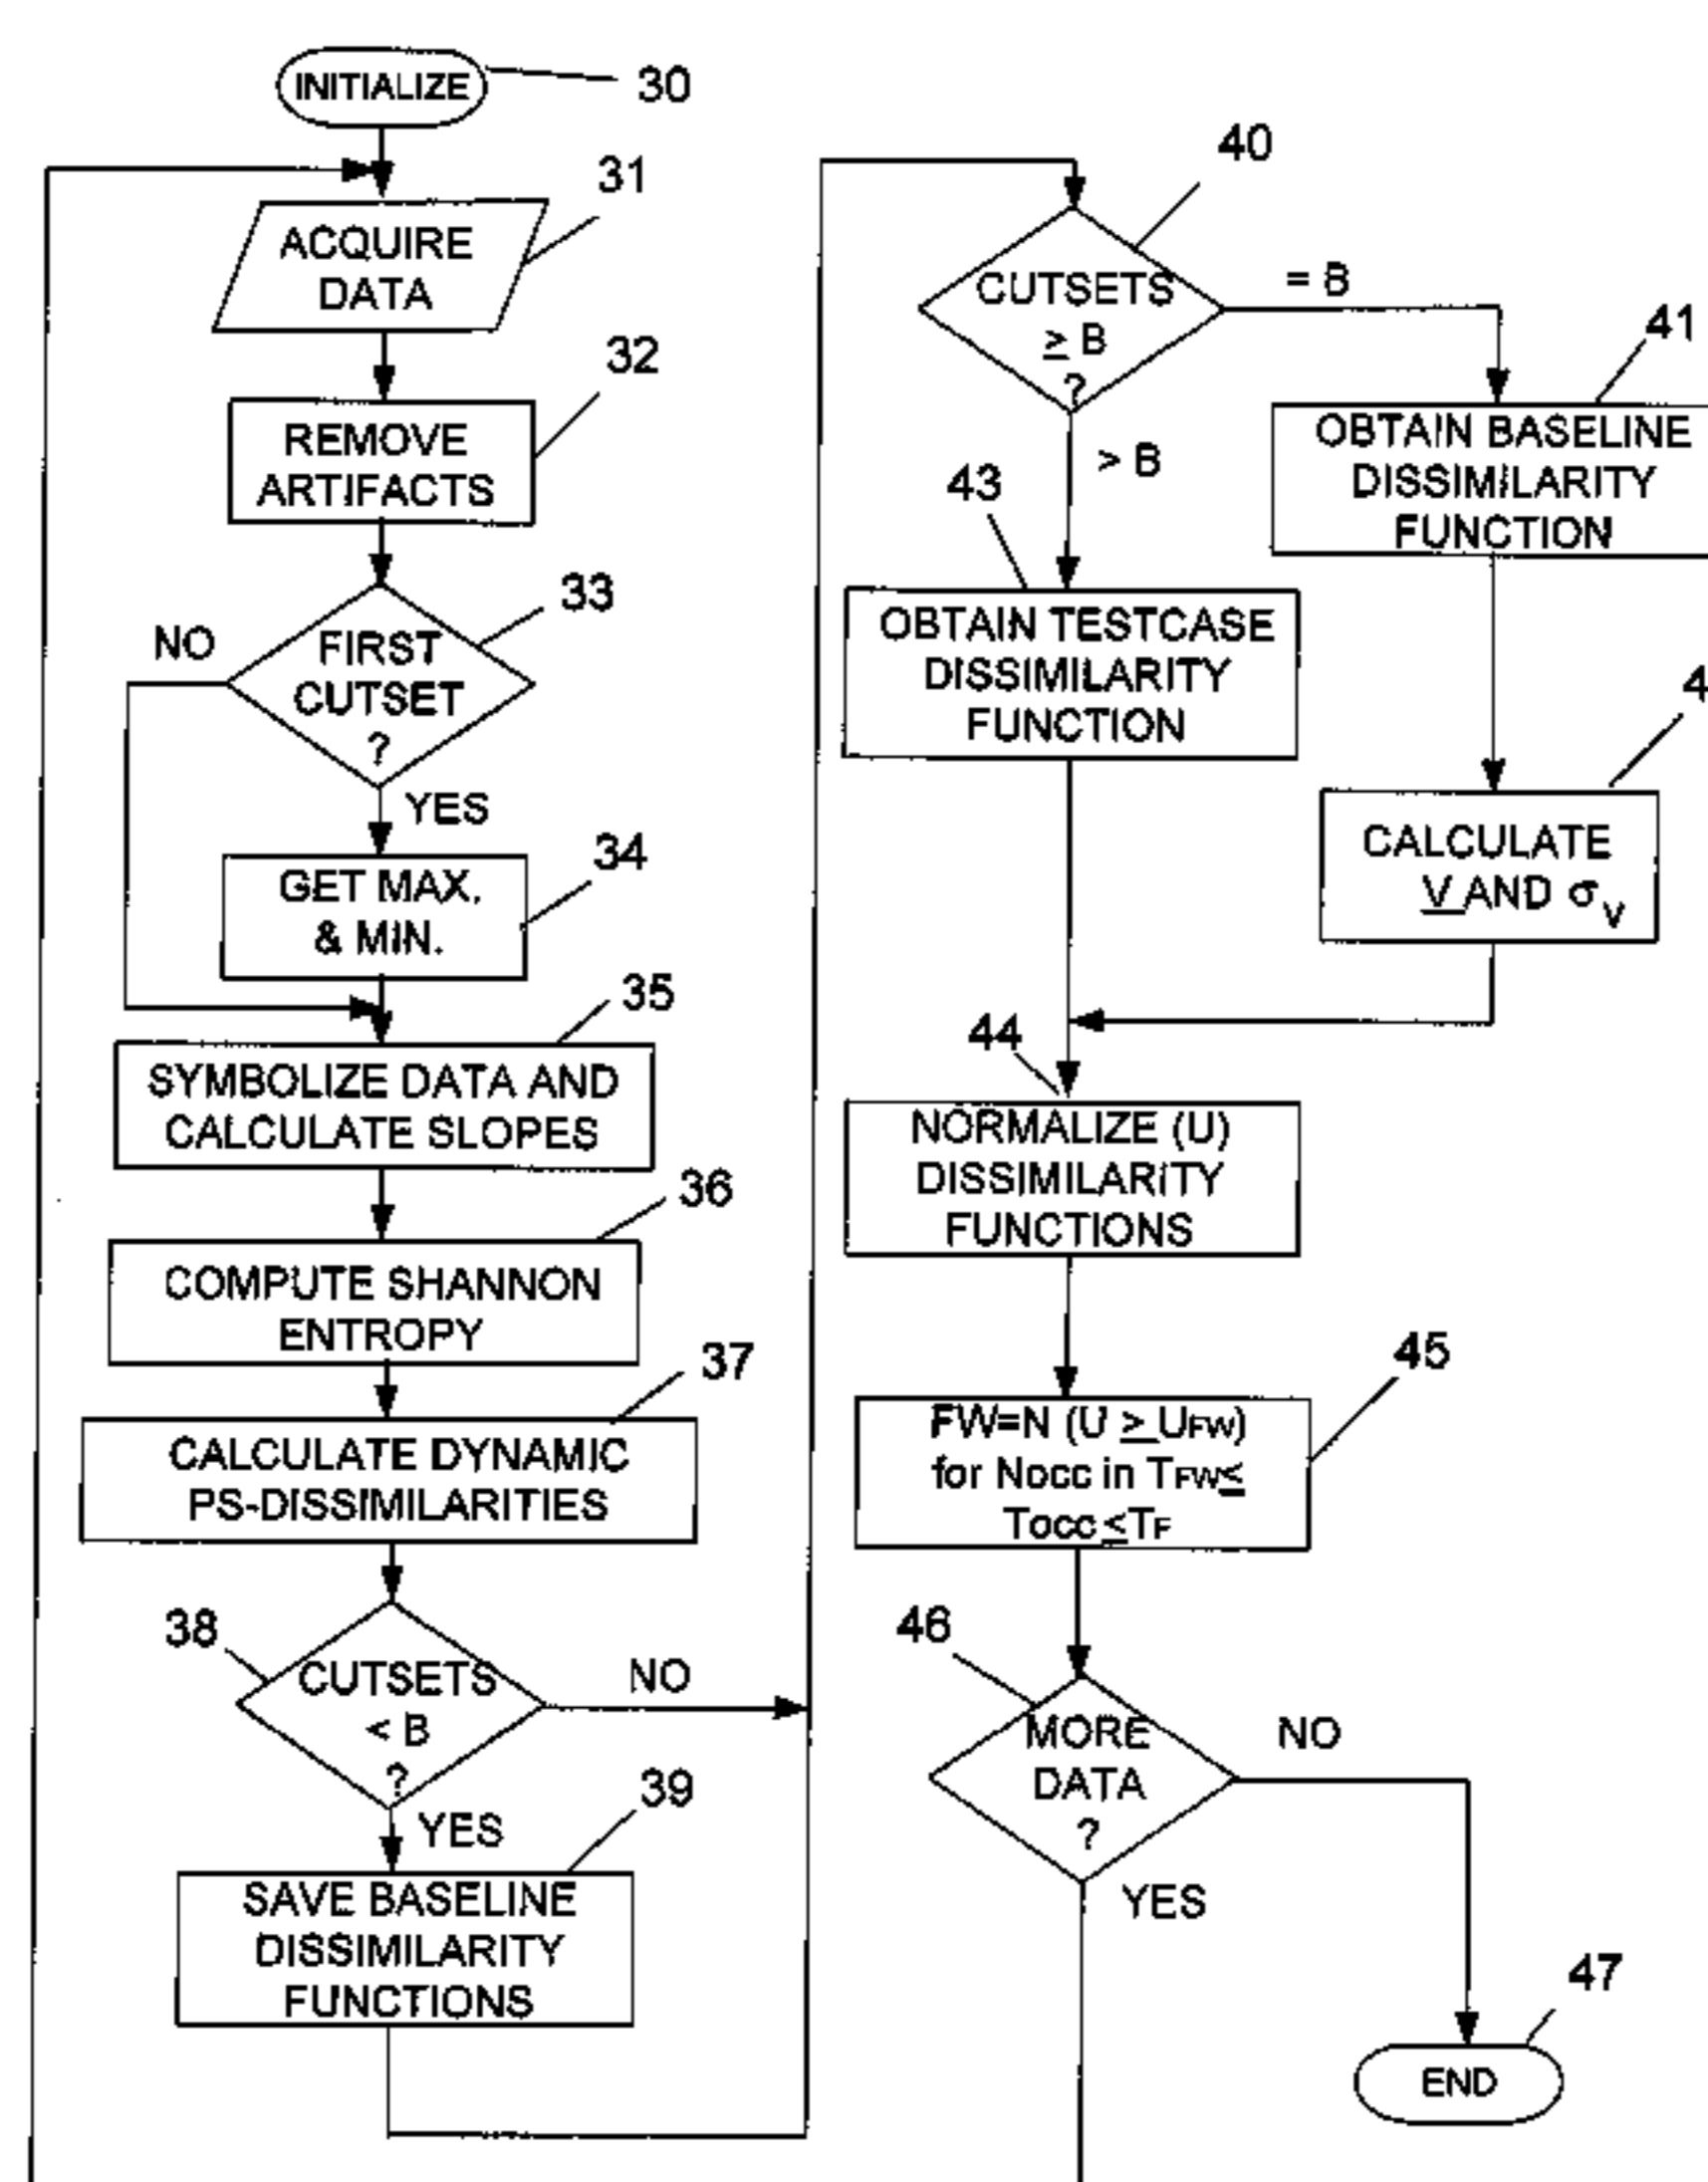 INITIALIZE
30
31
ACQUIRE
DATA
32
REMOVE
ARTIFACTS
33
NO
FIRST
CUTSET
?
YES
34
GET MAX.
& MIN.
35
SYMBOLIZE DATA AND
CALCULATE SLOPES
36
COMPUTE SHANNON
ENTROPY
37
CALCULATE DYNAMIC
PS-DISSIMILARITIES
38
CUTSETS
< B
?
NO
YES
39
SAVE BASELINE
DISSIMILARITY
FUNCTIONS
40
CUTSETS
≥ B
?
= B
> B
41
OBTAIN BASELINE
DISSIMILARITY
FUNCTION
43
OBTAIN TESTCASE
DISSIMILARITY
FUNCTION
4
CALCULATE
V AND σV
44
NORMALIZE (U)
DISSIMILARITY
FUNCTIONS
45
FW=N (U ≥ UFW)
for Nocc in TFW≤
Tocc ≤TF
46
MORE
DATA
?
NO
YES
47
END